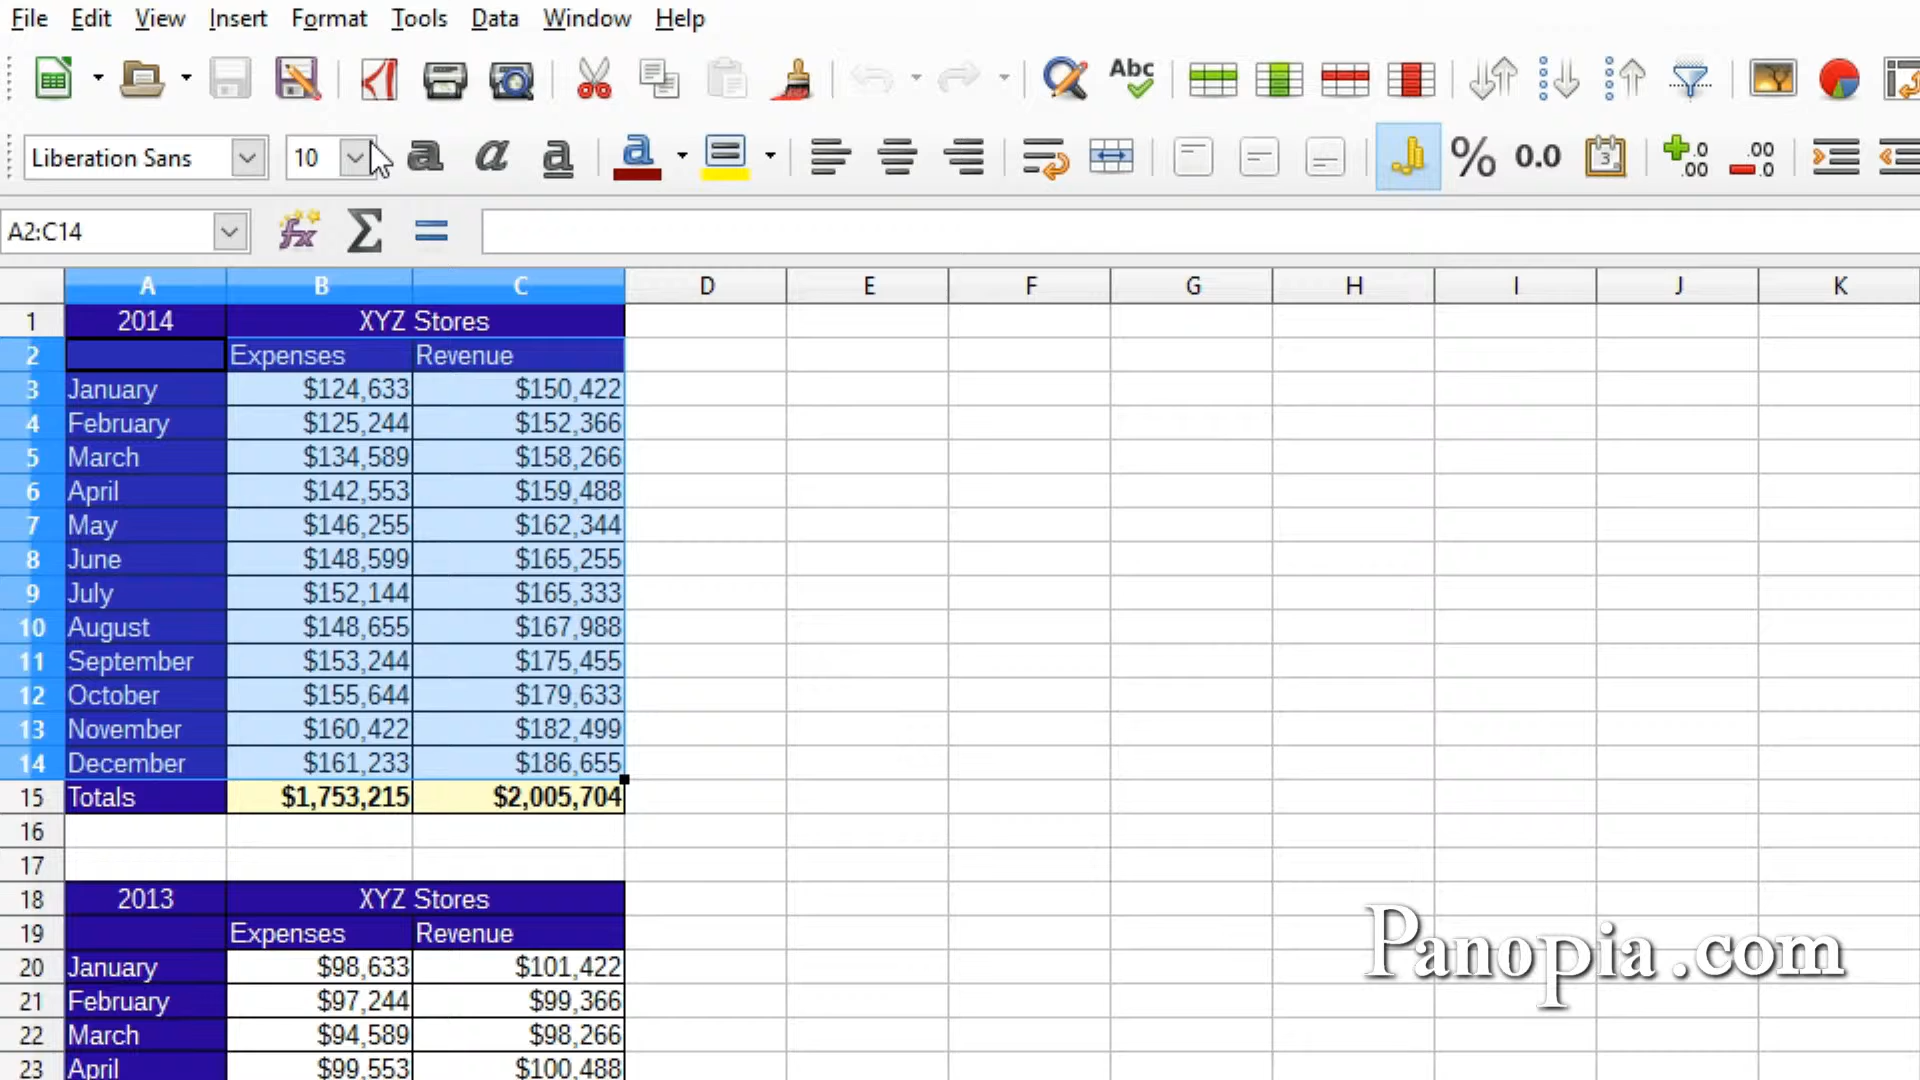 File Edit View Insert Format Tools Data Window Help
Abc
Liberation Sans 10 a a a a % 0.0 3 .0 .00 .00 .0
A2:C14 fx Σ =
A B C D E F G H I J K
1 2014 XYZ Stores
2 Expenses Revenue
3 January $124,633 $150,422
4 February $125,244 $152,366
5 March $134,589 $158,266
6 April $142,553 $159,488
7 May $146,255 $162,344
8 June $148,599 $165,255
9 July $152,144 $165,333
10 August $148,655 $167,988
11 September $153,244 $175,455
12 October $155,644 $179,633
13 November $160,422 $182,499
14 December $161,233 $186,655
15 Totals $1,753,215 $2,005,704
16
17
18 2013 XYZ Stores
19 Expenses Revenue
20 January $98,633 $101,422
21 February $97,244 $99,366
22 March $94,589 $98,266
23 April $99,553 $100,488
Panopia.com